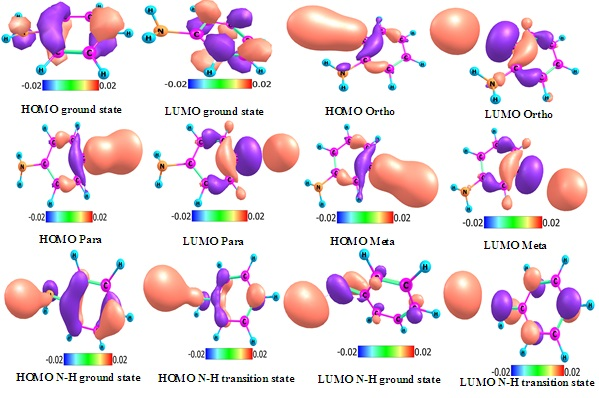 -0.02 0.02 -0.02 0.02
HOMO ground state LUMO ground state HOMO Ortho LUMO Ortho
-0.02 0.02 -0.02 0.02 -0.02 0.02 -0.02 0.02
HOMO Para LUMO Para HOMO Meta LUMO Meta
-0.02 0.02 -0.02 0.02 -0.02 0.02 -0.02 0.02
HOMO N-H ground state HOMO N-H transition state LUMO N-H ground state LUMO N-H transition state